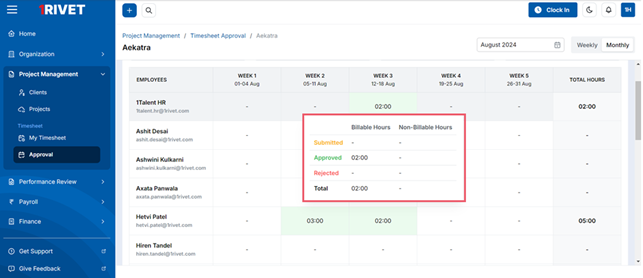 1RIVET
Clock In
1H
Home
Organization
Project Management
Clients
Projects
Timesheet
My Timesheet
Approval
Performance Review
Payroll
Finance
Get Support
Give Feedback
Project Management / Timesheet Approval / Aekatra
Aekatra
August 2024
Weekly Monthly
EMPLOYEES WEEK 1 WEEK 2 WEEK 3 WEEK 4 WEEK 5 TOTAL HOURS
01-04 Aug 05-11 Aug 12-18 Aug 19-25 Aug 26-31 Aug
1Talent HR - - 02:00 - - 02:00
1talent.hr@1rivet.com
Billable Hours Non-Billable Hours
Submitted - -
Approved 02:00 -
Rejected - -
Total 02:00 -
Ashit Desai - - -
ashit.desai@1rivet.com
Ashwini Kulkarni - - -
ashwini.kulkarni@1rivet.com
Axata Panwala - - -
axata.panwala@1rivet.com
Hetvi Patel - 03:00 02:00 - - 05:00
hetvi.patel@1rivet.com
Hiren Tandel - - - - - -
hiren.tandel@1rivet.com